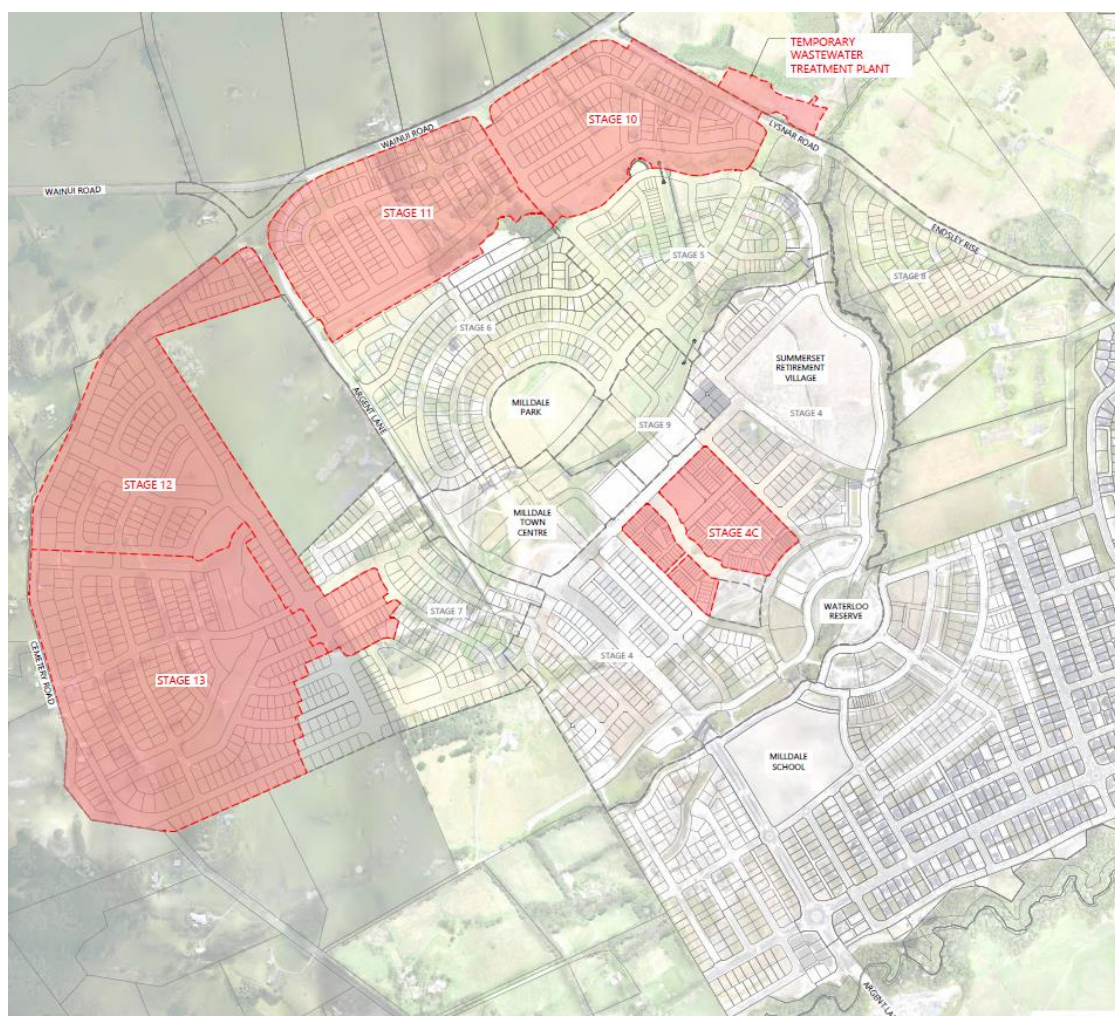 TEMPORARY
WASTEWATER
TREATMENT PLANT
STAGE 10
WAINUI ROAD
LYSNAR ROAD
WAINUI ROAD
STAGE 11
STAGE 5
ENDSLEY RISE
STAGE 8
STAGE 6
SUMMERSET
RETIREMENT
VILLAGE
ARGENT LANE
MILLDALE
PARK
STAGE 4
STAGE 9
STAGE 12
MILLDALE
TOWN
CENTRE
STAGE 4C
STAGE 7
WATERLOO
RESERVE
CEMETERY ROAD
STAGE 4
STAGE 13
MILLDALE
SCHOOL
ARGENT LA